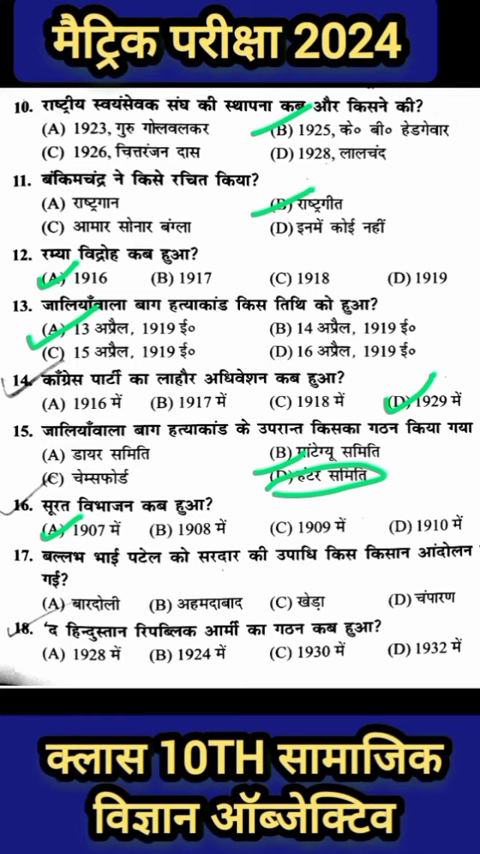 मैट्रिक परीक्षा 2024
10. राष्ट्रीय स्वयंसेवक संघ की स्थापना कब और किसने की?
(A) 1923, गुरु गोलवलकर (B) 1925, के० बी० हेडगेवार
(C) 1926, चित्तरंजन दास (D) 1928, लालचंद
11. बंकिमचंद्र ने किसे रचित किया?
(A) राष्ट्रगान (B) राष्ट्रगीत
(C) आमार सोनार बंग्ला (D) इनमें कोई नहीं
12. रम्या विद्रोह कब हुआ?
(A) 1916 (B) 1917 (C) 1918 (D) 1919
13. जालियाँवाला बाग हत्याकांड किस तिथि को हुआ?
(A) 13 अप्रैल, 1919 ई० (B) 14 अप्रैल, 1919 ई०
(C) 15 अप्रैल, 1919 ई० (D) 16 अप्रैल, 1919 ई०
14. काँग्रेस पार्टी का लाहौर अधिवेशन कब हुआ?
(A) 1916 में (B) 1917 में (C) 1918 में (D) 1929 में
15. जालियाँवाला बाग हत्याकांड के उपरान्त किसका गठन किया गया
(A) डायर समिति (B) मांटेग्यू समिति
(C) चेम्सफोर्ड (D) हंटर समिति
16. सूरत विभाजन कब हुआ?
(A) 1907 में (B) 1908 में (C) 1909 में (D) 1910 में
17. बल्लभ भाई पटेल को सरदार की उपाधि किस किसान आंदोलन
गई?
(A) बारदोली (B) अहमदाबाद (C) खेड़ा (D) चंपारण
18. 'द हिन्दुस्तान रिपब्लिक आर्मी का गठन कब हुआ?
(A) 1928 में (B) 1924 में (C) 1930 में (D) 1932 में
क्लास 10TH सामाजिक
विज्ञान ऑब्जेक्टिव